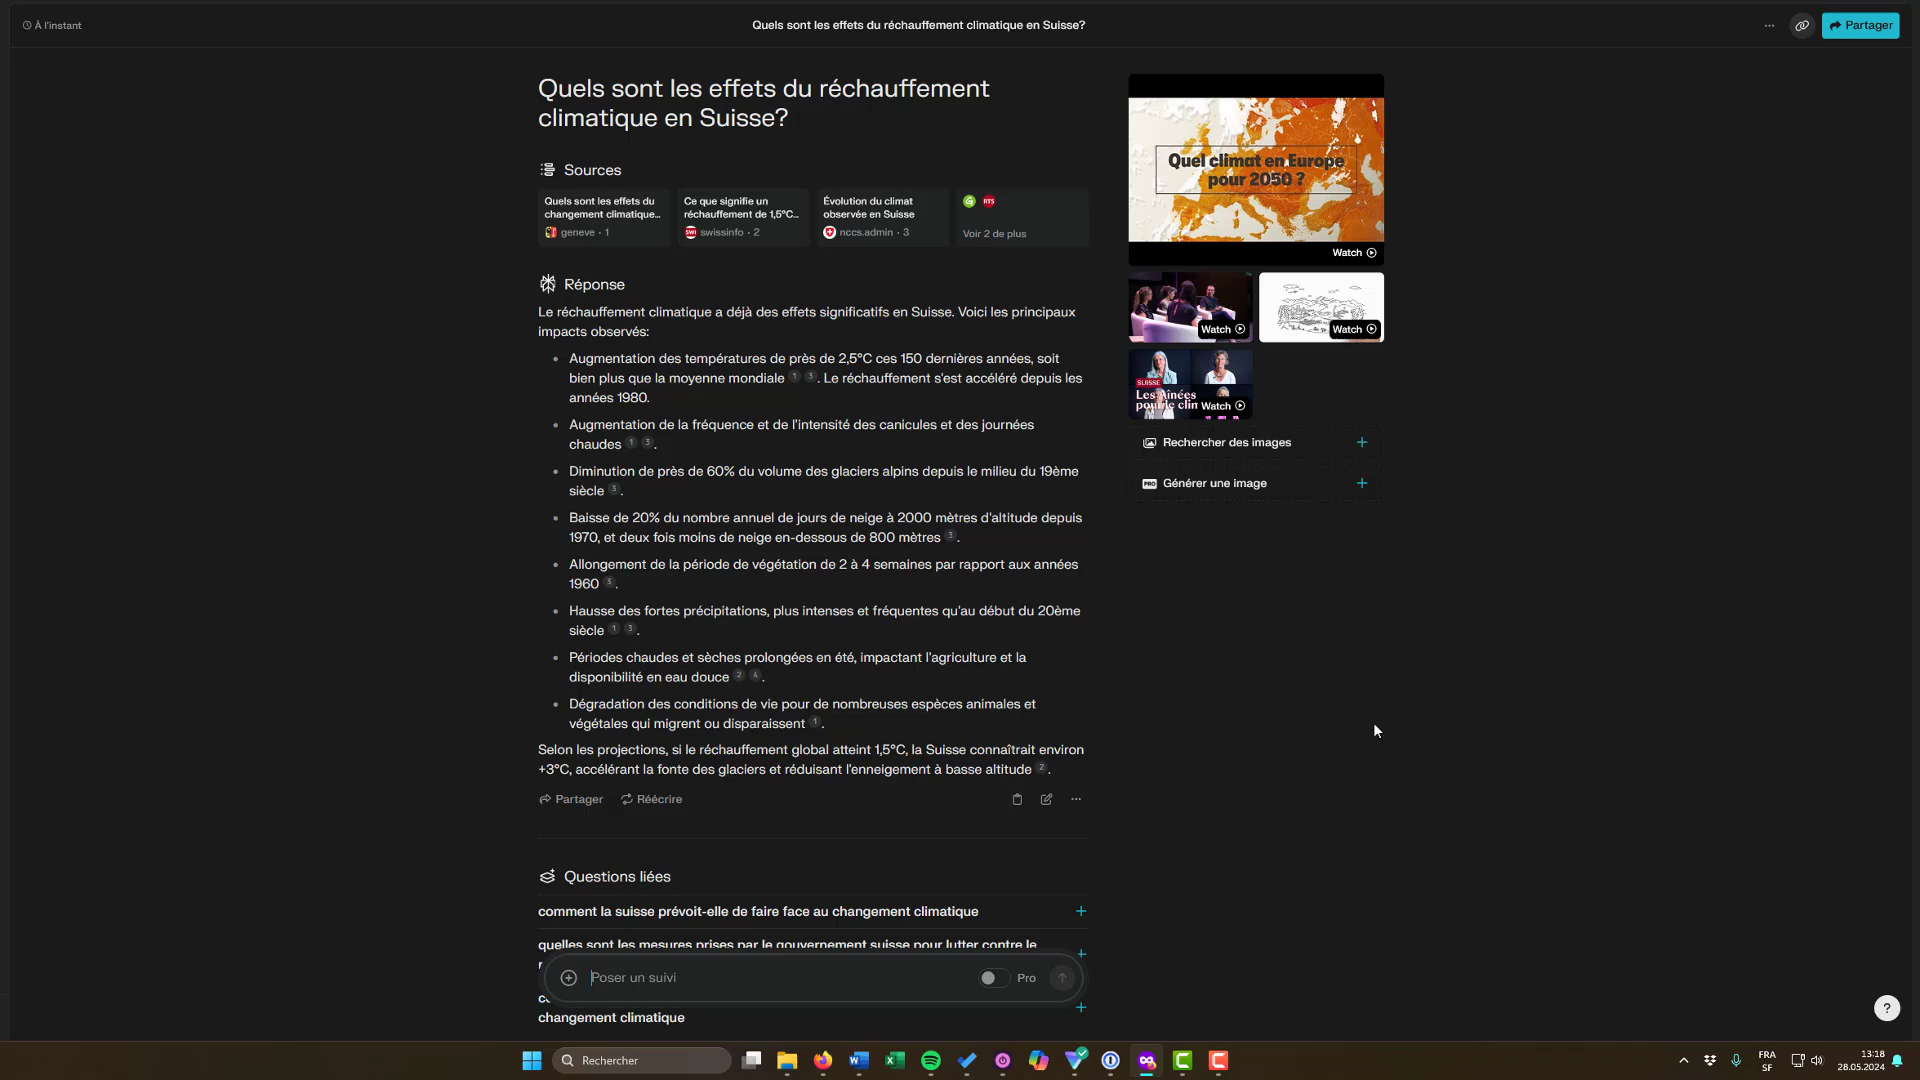 À l'instant
Quels sont les effets du réchauffement climatique en Suisse?
Partager
Quels sont les effets du réchauffement
climatique en Suisse?
Sources
Quels sont les effets du
changement climatique...
geneve · 1
Ce que signifie un
réchauffement de 1,5°C...
swissinfo · 2
Évolution du climat
observée en Suisse
nccs.admin · 3
RTS
Voir 2 de plus
Réponse
Le réchauffement climatique a déjà des effets significatifs en Suisse. Voici les principaux
impacts observés:
Augmentation des températures de près de 2,5°C ces 150 dernières années, soit
bien plus que la moyenne mondiale 1 3. Le réchauffement s'est accéléré depuis les
années 1980.
Augmentation de la fréquence et de l'intensité des canicules et des journées
chaudes 1 3.
Diminution de près de 60% du volume des glaciers alpins depuis le milieu du 19ème
siècle 3.
Baisse de 20% du nombre annuel de jours de neige à 2000 mètres d'altitude depuis
1970, et deux fois moins de neige en-dessous de 800 mètres 3.
Allongement de la période de végétation de 2 à 4 semaines par rapport aux années
1960 3.
Hausse des fortes précipitations, plus intenses et fréquentes qu'au début du 20ème
siècle 1 3.
Périodes chaudes et sèches prolongées en été, impactant l'agriculture et la
disponibilité en eau douce 2 4.
Dégradation des conditions de vie pour de nombreuses espèces animales et
végétales qui migrent ou disparaissent 1.
Selon les projections, si le réchauffement global atteint 1,5°C, la Suisse connaîtrait environ
+3°C, accélérant la fonte des glaciers et réduisant l'enneigement à basse altitude 2.
Partager
Réécrire
Questions liées
comment la suisse prévoit-elle de faire face au changement climatique
quelles sont les mesures prises par le gouvernement suisse pour lutter contre le
Poser un suivi
Pro
changement climatique
Quel climat en Europe
pour 2050 ?
Watch
Watch
Watch
SUISSE
Les Aînées
pour le clim
Watch
Rechercher des images
PRO
Générer une image
?
Rechercher
FRA
SF
13:18
28.05.2024